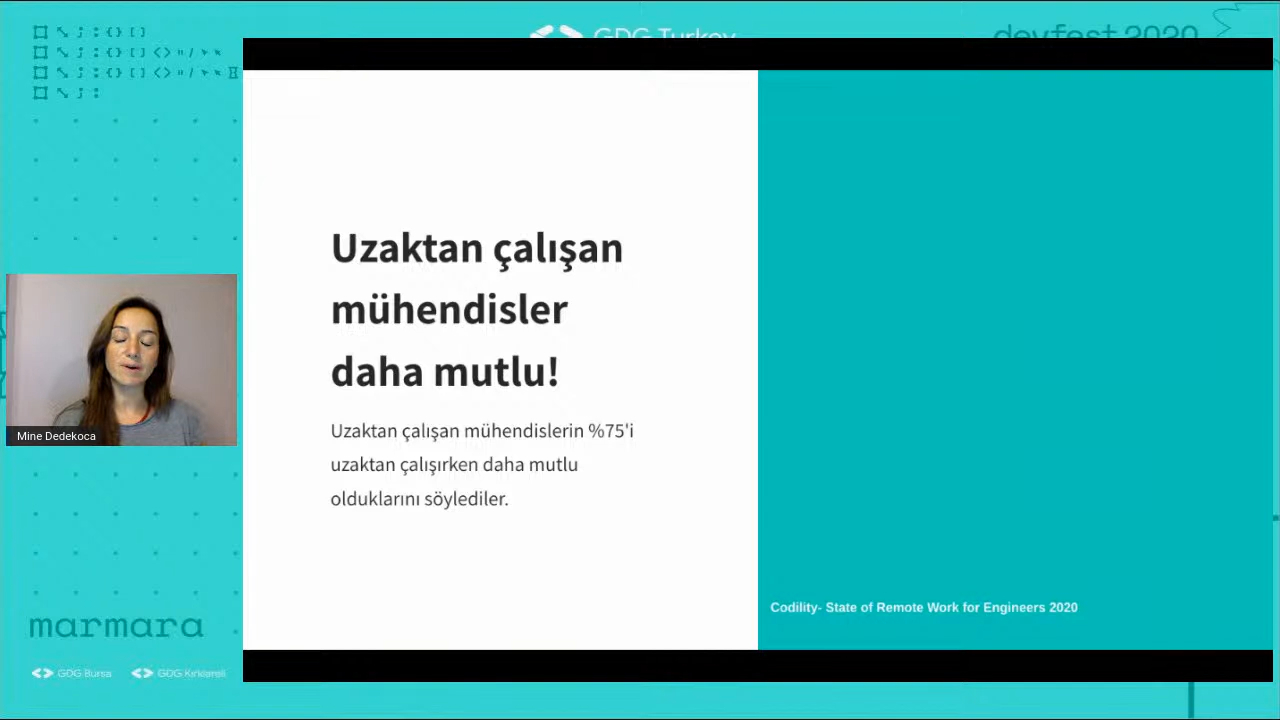 GDG Turkey
devfest 2020
Uzaktan çalışan
mühendisler
daha mutlu!
Uzaktan çalışan mühendislerin %75'i
uzaktan çalışırken daha mutlu
olduklarını söylediler.
Codility- State of Remote Work for Engineers 2020
Mine Dedekoca
marmara
GDG Bursa
GDG Kırklareli